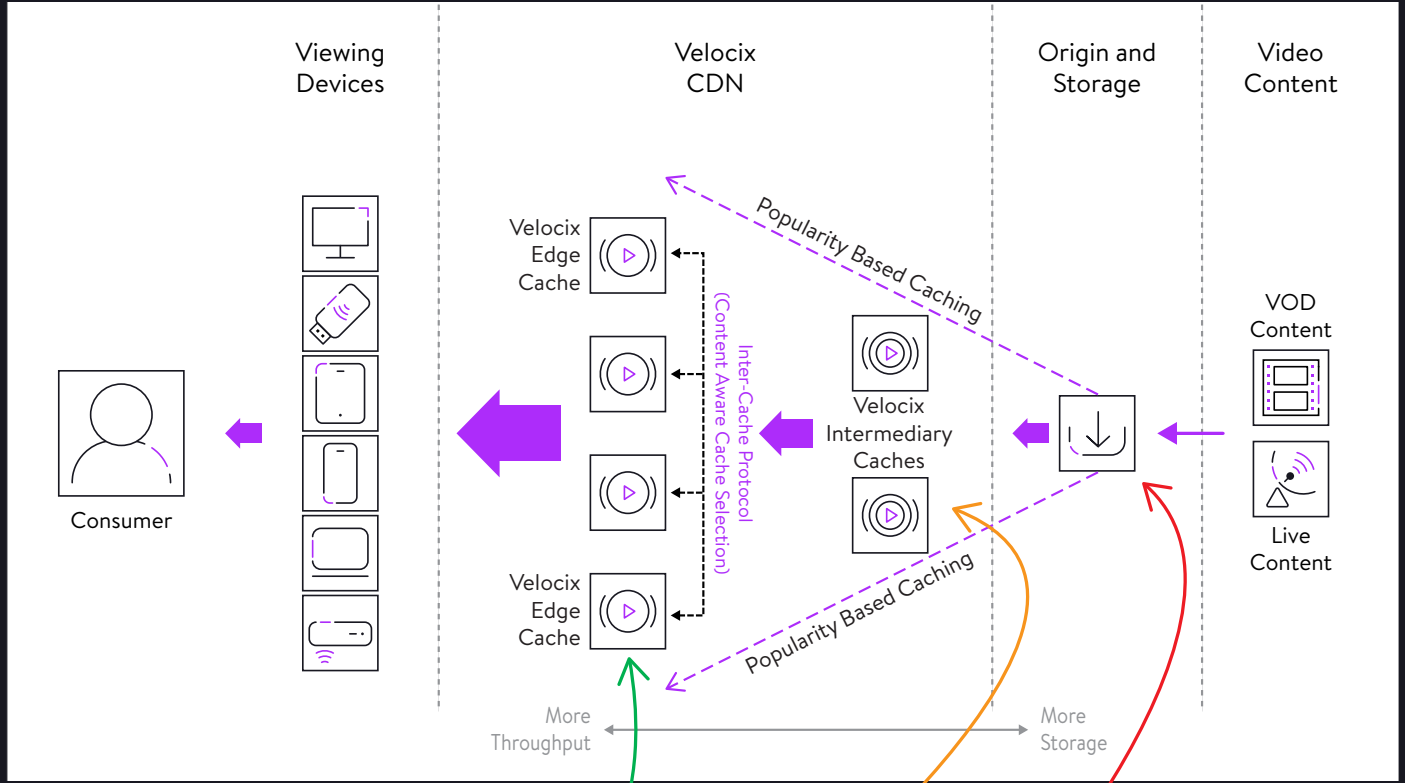 Viewing
Devices
Velocix
CDN
Origin and
Storage
Video
Content
Consumer
Velocix
Edge
Cache
Velocix
Edge
Cache
Inter-Cache Protocol
(Content Aware Cache Selection)
Popularity Based Caching
Velocix
Intermediary
Caches
Popularity Based Caching
VOD
Content
Live
Content
More
Throughput
More
Storage